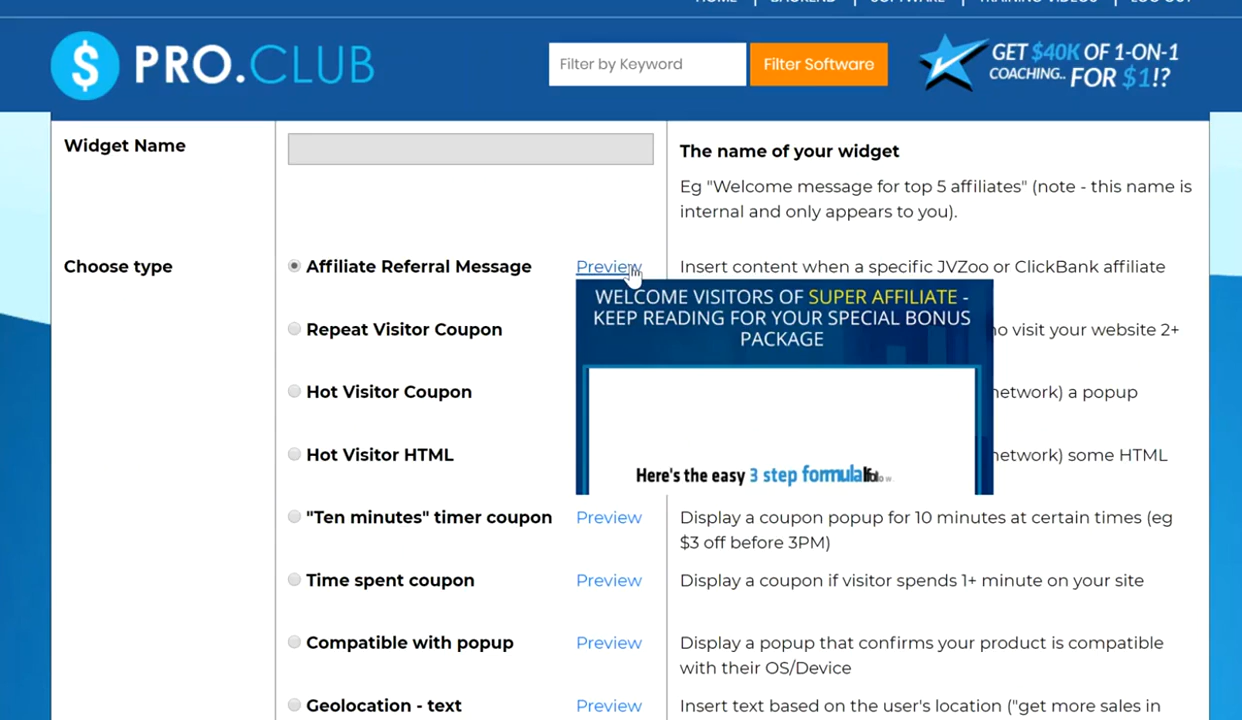 HOME | BACKEND | SOFTWARE | TRAINING VIDEOS | LOG OUT
$ PRO.CLUB
Filter by Keyword
Filter Software
GET $40K OF 1-ON-1
COACHING.. FOR $1!?
Widget Name
The name of your widget
Eg "Welcome message for top 5 affiliates" (note - this name is
internal and only appears to you).
Choose type
Affiliate Referral Message
Preview
Insert content when a specific JVZoo or ClickBank affiliate
WELCOME VISITORS OF SUPER AFFILIATE -
KEEP READING FOR YOUR SPECIAL BONUS
PACKAGE
Here's the easy 3 step formula
Repeat Visitor Coupon
who visit your website 2+
Hot Visitor Coupon
network) a popup
Hot Visitor HTML
network) some HTML
"Ten minutes" timer coupon
Preview
Display a coupon popup for 10 minutes at certain times (eg
$3 off before 3PM)
Time spent coupon
Preview
Display a coupon if visitor spends 1+ minute on your site
Compatible with popup
Preview
Display a popup that confirms your product is compatible
with their OS/Device
Geolocation - text
Preview
Insert text based on the user's location ("get more sales in